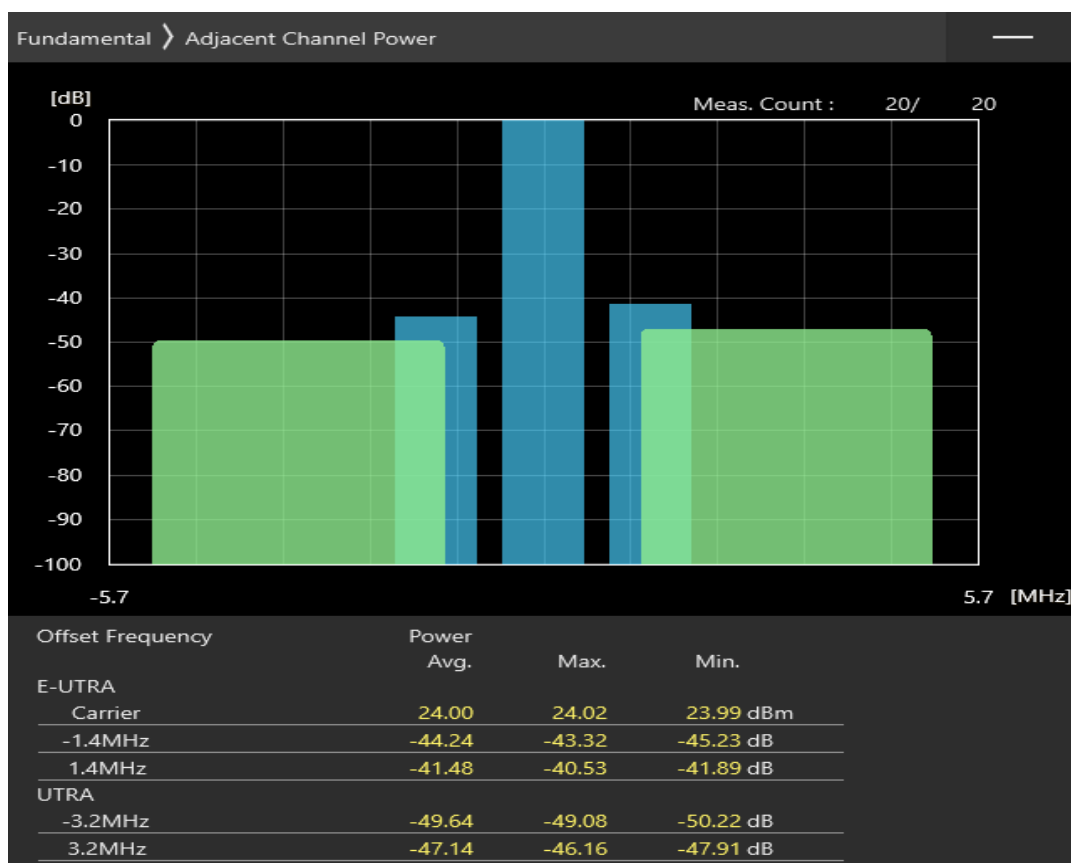 Fundamental ❯ Adjacent Channel Power
[dB]
Meas. Count : 20/ 20
0
-10
-20
-30
-40
-50
-60
-70
-80
-90
-100
-5.7 5.7 [MHz]
Offset Frequency Power
Avg. Max. Min.
E-UTRA
Carrier 24.00 24.02 23.99 dBm
-1.4MHz -44.24 -43.32 -45.23 dB
1.4MHz -41.48 -40.53 -41.89 dB
UTRA
-3.2MHz -49.64 -49.08 -50.22 dB
3.2MHz -47.14 -46.16 -47.91 dB